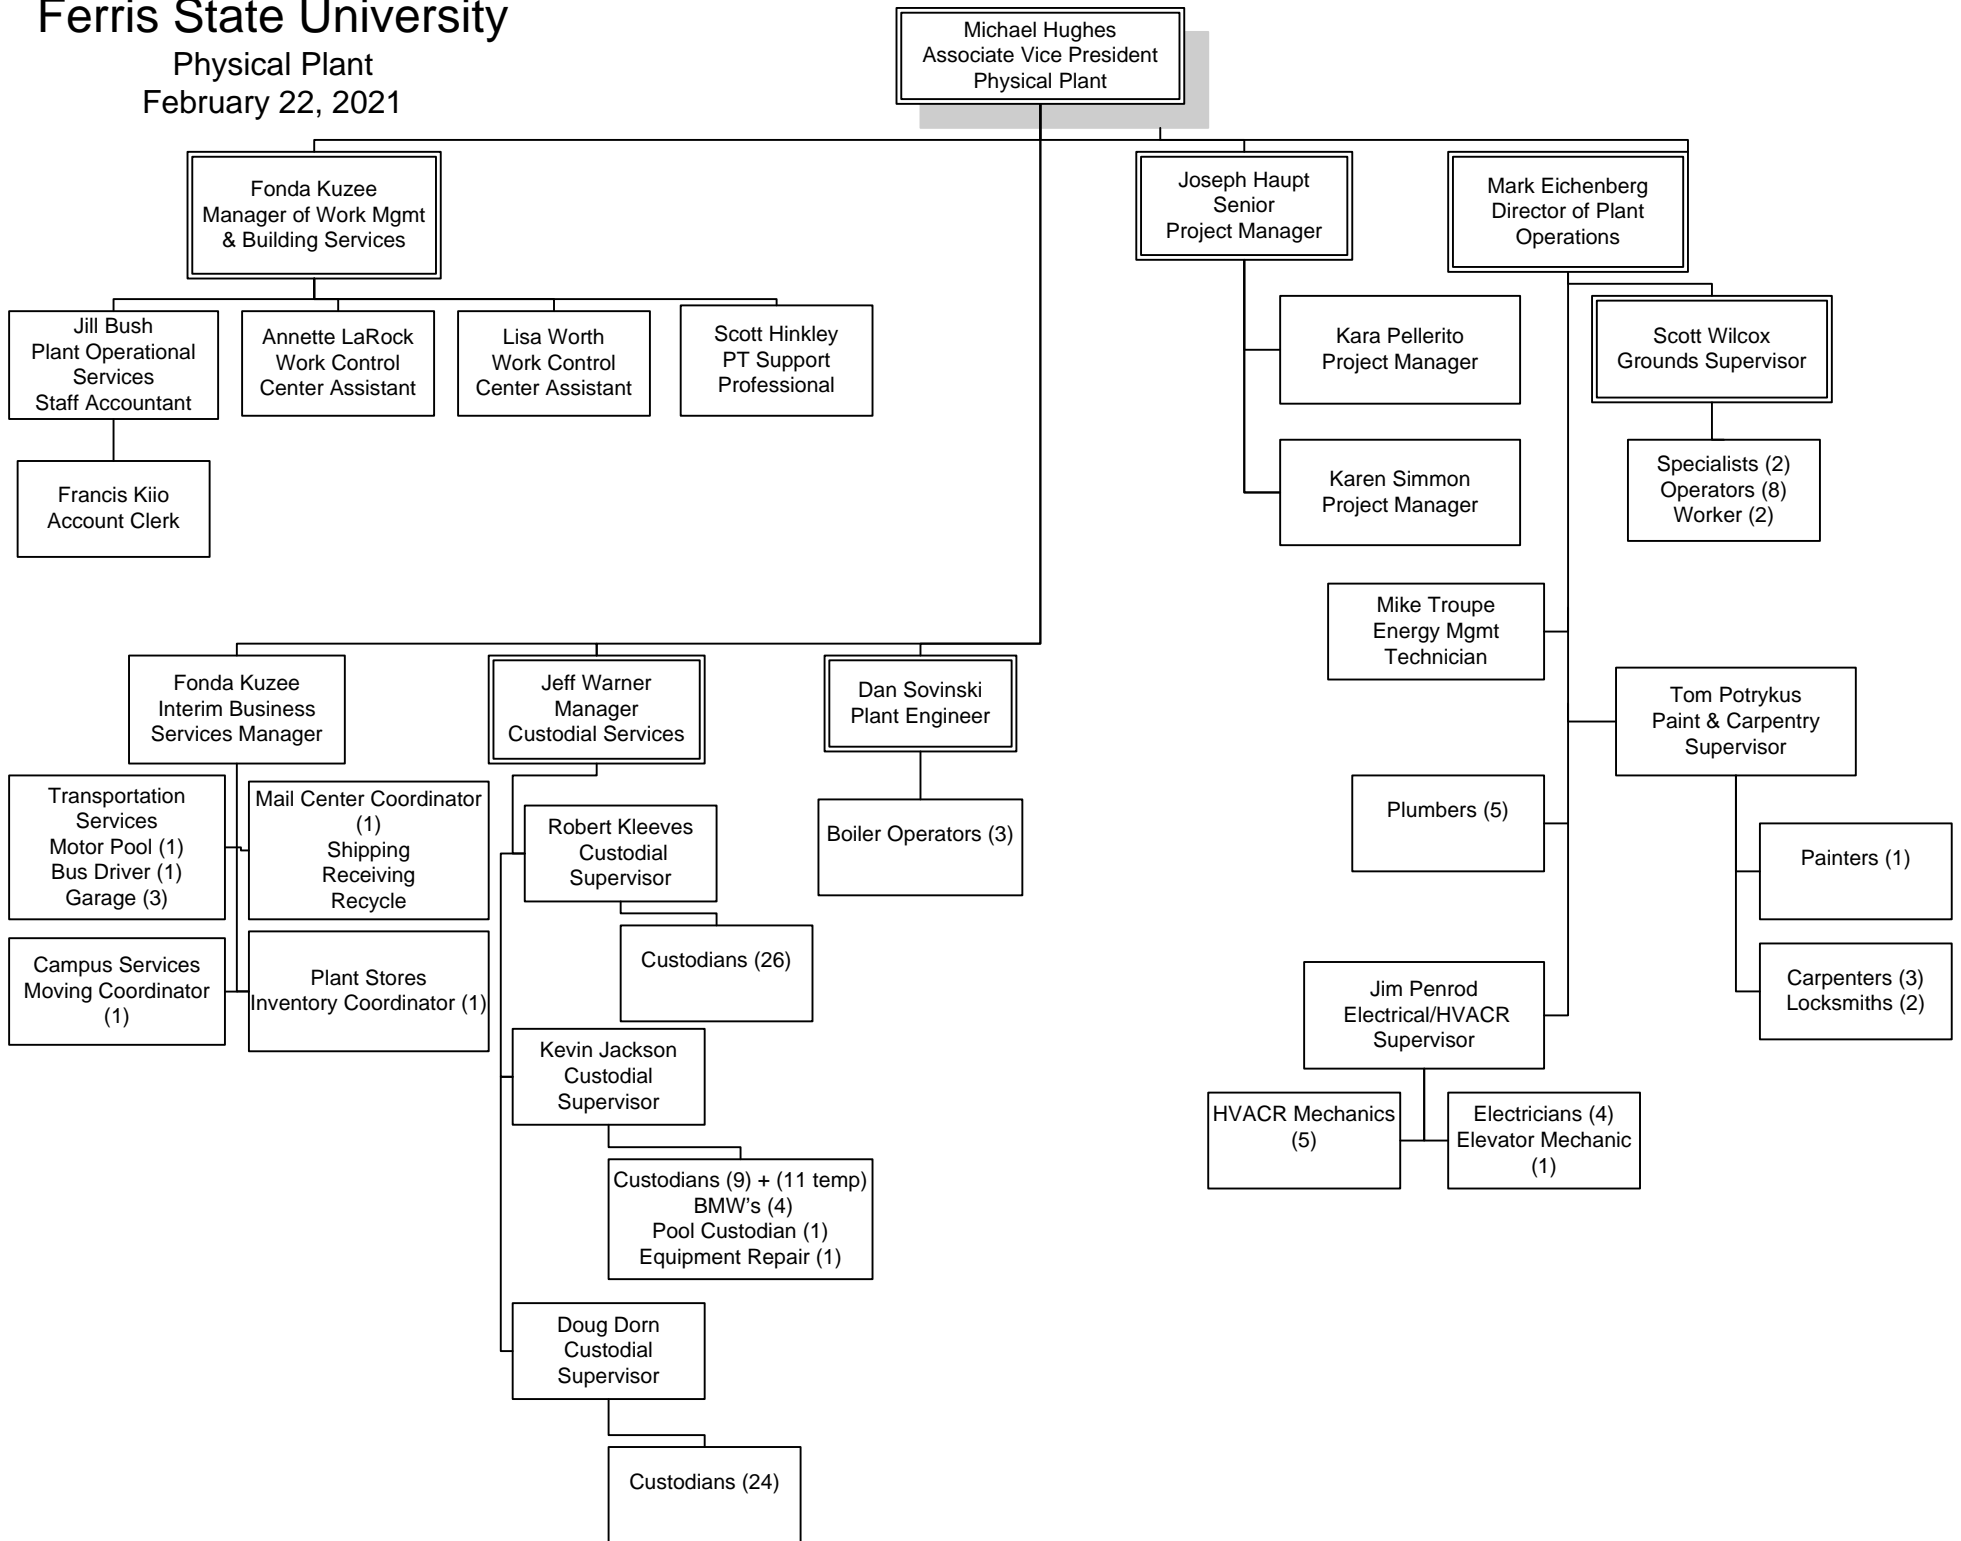 Ferris State University
Physical Plant
February 22, 2021
Michael Hughes
Associate Vice President
Physical Plant
Fonda Kuzee
Manager of Work Mgmt
& Building Services
Joseph Haupt
Senior
Project Manager
Mark Eichenberg
Director of Plant
Operations
Jill Bush
Plant Operational
Services
Staff Accountant
Annette LaRock
Work Control
Center Assistant
Lisa Worth
Work Control
Center Assistant
Scott Hinkley
PT Support
Professional
Kara Pellerito
Project Manager
Scott Wilcox
Grounds Supervisor
Francis Kiio
Account Clerk
Karen Simmon
Project Manager
Specialists (2)
Operators (8)
Worker (2)
Mike Troupe
Energy Mgmt
Technician
Fonda Kuzee
Interim Business
Services Manager
Jeff Warner
Manager
Custodial Services
Dan Sovinski
Plant Engineer
Tom Potrykus
Paint & Carpentry
Supervisor
Transportation
Services
Motor Pool (1)
Bus Driver (1)
Garage (3)
Mail Center Coordinator
(1)
Shipping
Receiving
Recycle
Robert Kleeves
Custodial
Supervisor
Boiler Operators (3)
Plumbers (5)
Painters (1)
Campus Services
Moving Coordinator
(1)
Plant Stores
Inventory Coordinator (1)
Custodians (26)
Jim Penrod
Electrical/HVACR
Supervisor
Carpenters (3)
Locksmiths (2)
Kevin Jackson
Custodial
Supervisor
HVACR Mechanics
(5)
Electricians (4)
Elevator Mechanic
(1)
Custodians (9) + (11 temp)
BMW’s (4)
Pool Custodian (1)
Equipment Repair (1)
Doug Dorn
Custodial
Supervisor
Custodians (24)